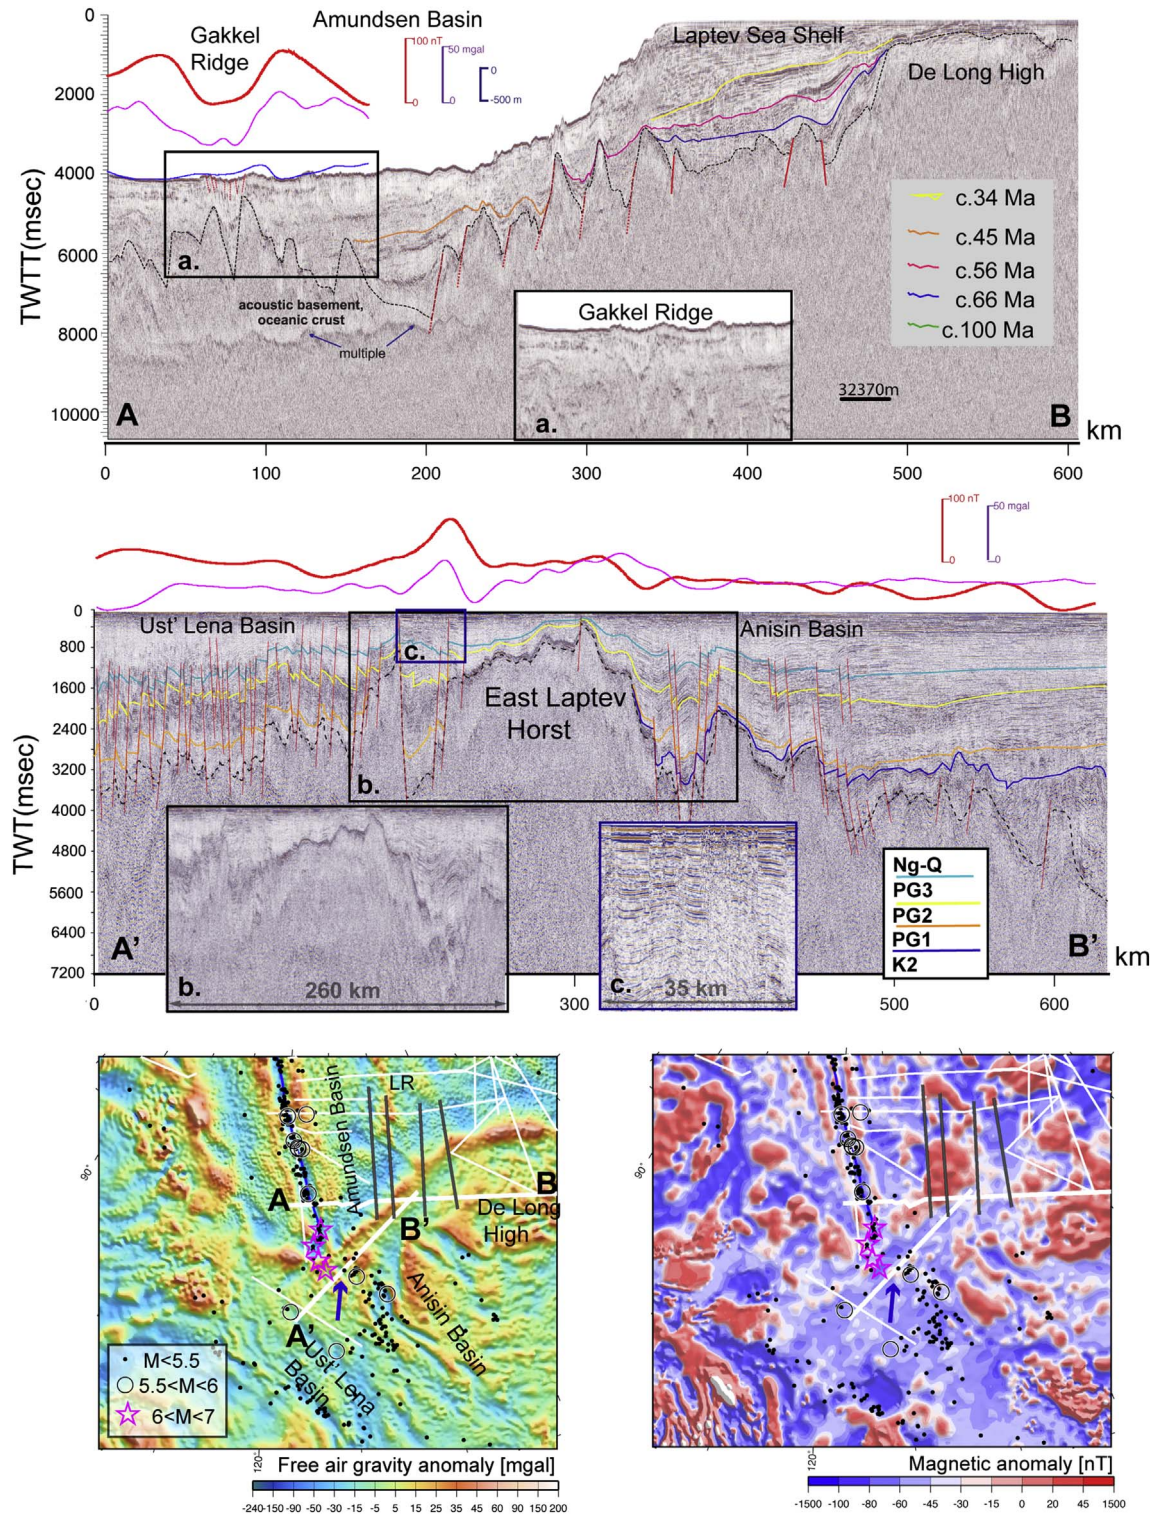 Amundsen Basin
Gakkel
Ridge
100 nT
0
50 mgal
0
0
-500 m
Laptev Sea Shelf
De Long High
TWTT(msec)
0
2000
4000
6000
8000
10000
a.
acoustic basement,
oceanic crust
multiple
c.34 Ma
c.45 Ma
c.56 Ma
c.66 Ma
c.100 Ma
Gakkel Ridge
a.
32370m
A
B
km
0
100
200
300
400
500
600
100 nT
0
50 mgal
0
TWT(msec)
0
800
1600
2400
3200
4000
4800
5600
6400
7200
Ust' Lena Basin
Anisin Basin
c.
East Laptev
Horst
b.
Ng-Q
PG3
PG2
PG1
K2
A'
B'
km
b.
260 km
c.
35 km
0
300
500
600
LR
Amundsen Basin
90°
A
B
De Long
High
B'
Anisin Basin
A'
Ust' Lena
Basin
M<5.5
5.5<M<6
6<M<7
120°
Free air gravity anomaly [mgal]
-240 -150 -90 -50 -30 -15 -5 5 15 25 35 45 60 90 150 200
90°
120°
Magnetic anomaly [nT]
-1500 -100 -80 -60 -45 -30 -15 0 20 45 1500